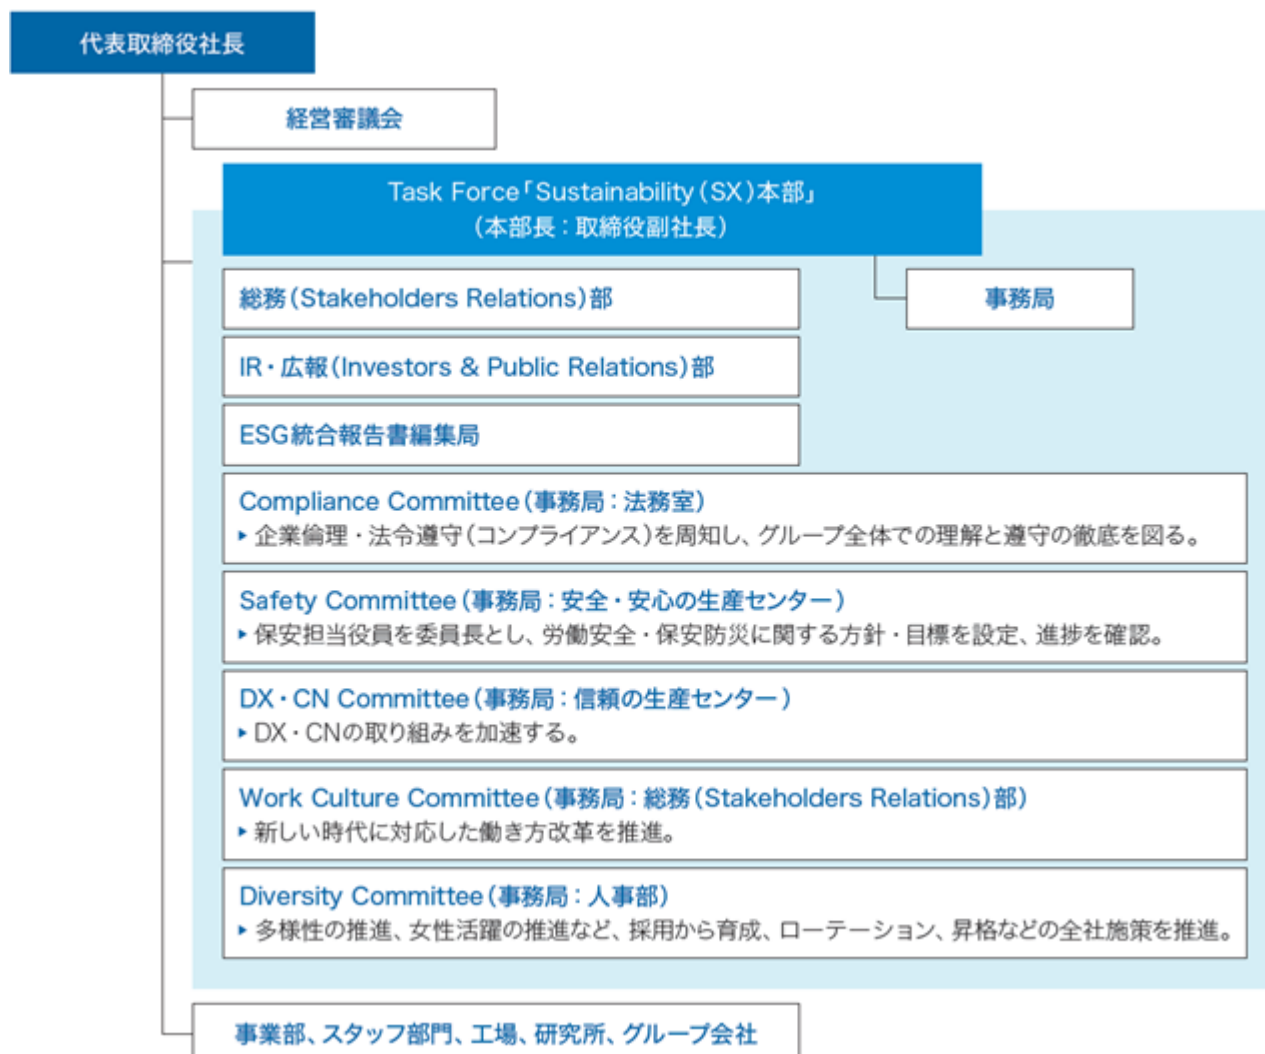 代表取締役社長
経営審議会
Task Force「Sustainability(SX)本部」
(本部長：取締役副社長)
総務(Stakeholders Relations)部
事務局
IR・広報(Investors & Public Relations)部
ESG統合報告書編集局
Compliance Committee(事務局：法務室)
▸ 企業倫理・法令遵守(コンプライアンス)を周知し、グループ全体での理解と遵守の徹底を図る。
Safety Committee(事務局：安全・安心の生産センター)
▸ 保安担当役員を委員長とし、労働安全・保安防災に関する方針・目標を設定、進捗を確認。
DX・CN Committee(事務局：信頼の生産センター)
▸ DX・CNの取り組みを加速する。
Work Culture Committee(事務局：総務(Stakeholders Relations)部)
▸ 新しい時代に対応した働き方改革を推進。
Diversity Committee(事務局：人事部)
▸ 多様性の推進、女性活躍の推進など、採用から育成、ローテーション、昇格などの全社施策を推進。
事業部、スタッフ部門、工場、研究所、グループ会社